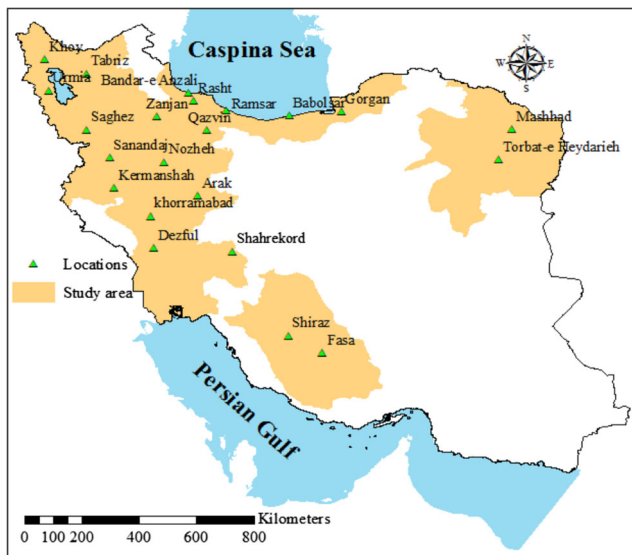 Caspina Sea
N
W E
S
Khoy
Tabriz
Urmia
Bandar-e Anzali
Rasht
Zanjan
Ramsar
Babolsar
Gorgan
Mashhad
Saghez
Qazvin
Sanandaj
Nozheh
Torbat-e Heydarieh
Kermanshah
Arak
khorramabad
Dezful
Shahrekord
Locations
Study area
Shiraz
Fasa
Persian Gulf
Kilometers
0 100 200 400 600 800